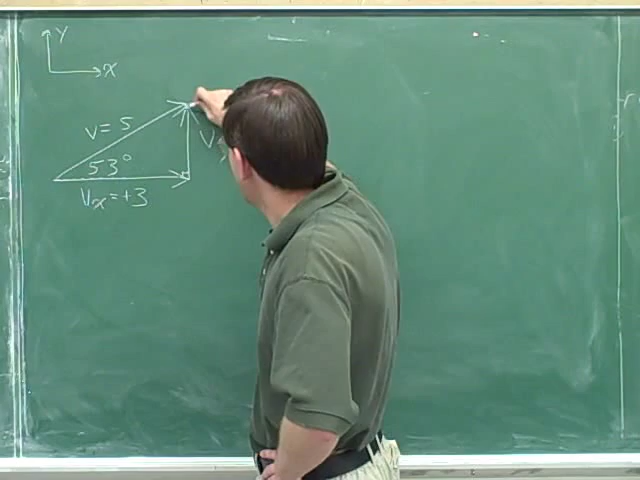 y
x
v = 5
53°
Vx = +3